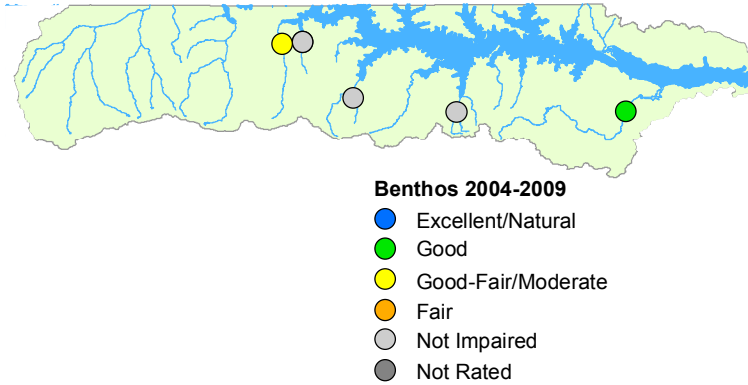 Benthos 2004-2009
Excellent/Natural
Good
Good-Fair/Moderate
Fair
Not Impaired
Not Rated